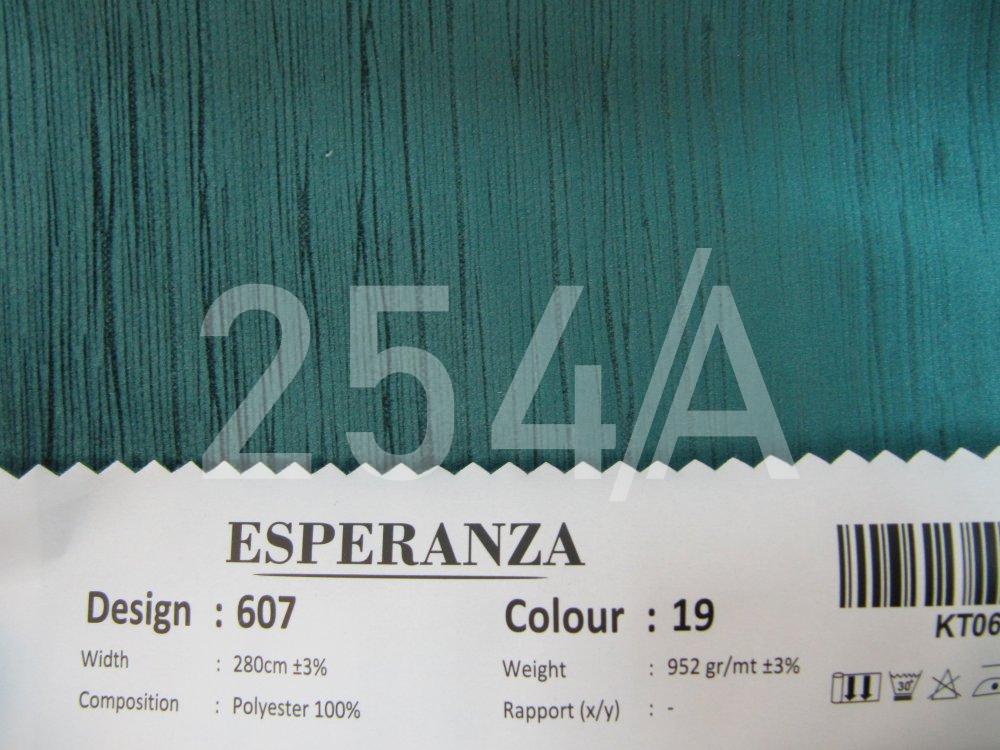 254/A
ESPERANZA
Design : 607
Colour : 19
KT06
Width : 280cm ±3%
Weight : 952 gr/mt ±3%
30°
Composition : Polyester 100%
Rapport (x/y) : -